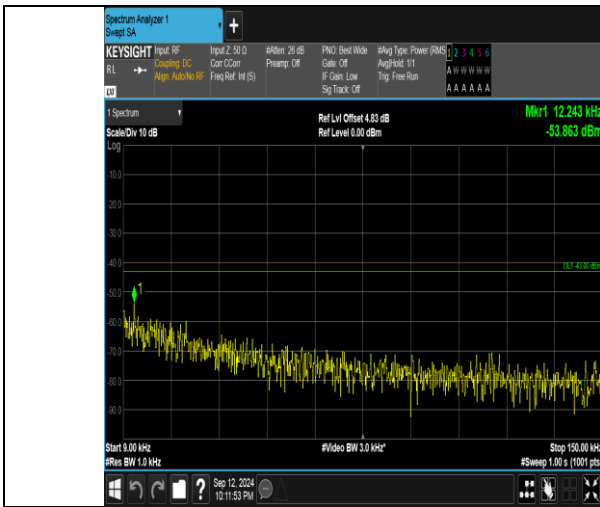 Spectrum Analyzer 1
Swept SA
+
KEYSIGHT Input: RF Input Z: 50 Ω #Atten: 26 dB PNO: Best Wide #Avg Type: Power (RMS 1 2 3 4 5 6
RL Coupling: DC Corr CCorr Preamp: Off Gate: Off Avg|Hold: 1/1 A W W W W W
Align: Auto/No RF Freq Ref: Int (S) IF Gain: Low Trig: Free Run
LXI Sig Track: Off A A A A A A
1 Spectrum Ref Lvl Offset 4.83 dB Mkr1 12.243 kHz
Scale/Div 10 dB Ref Level 0.00 dBm -53.863 dBm
Log
-10.0
-20.0
-30.0
-40.0
DL1 -43.00 dBm
-50.0
1
-60.0
-70.0
-80.0
-90.0
Start 9.00 kHz #Video BW 3.0 kHz* Stop 150.00 kHz
#Res BW 1.0 kHz #Sweep 1.00 s (1001 pts
? Sep 12, 2024
10:11:53 PM